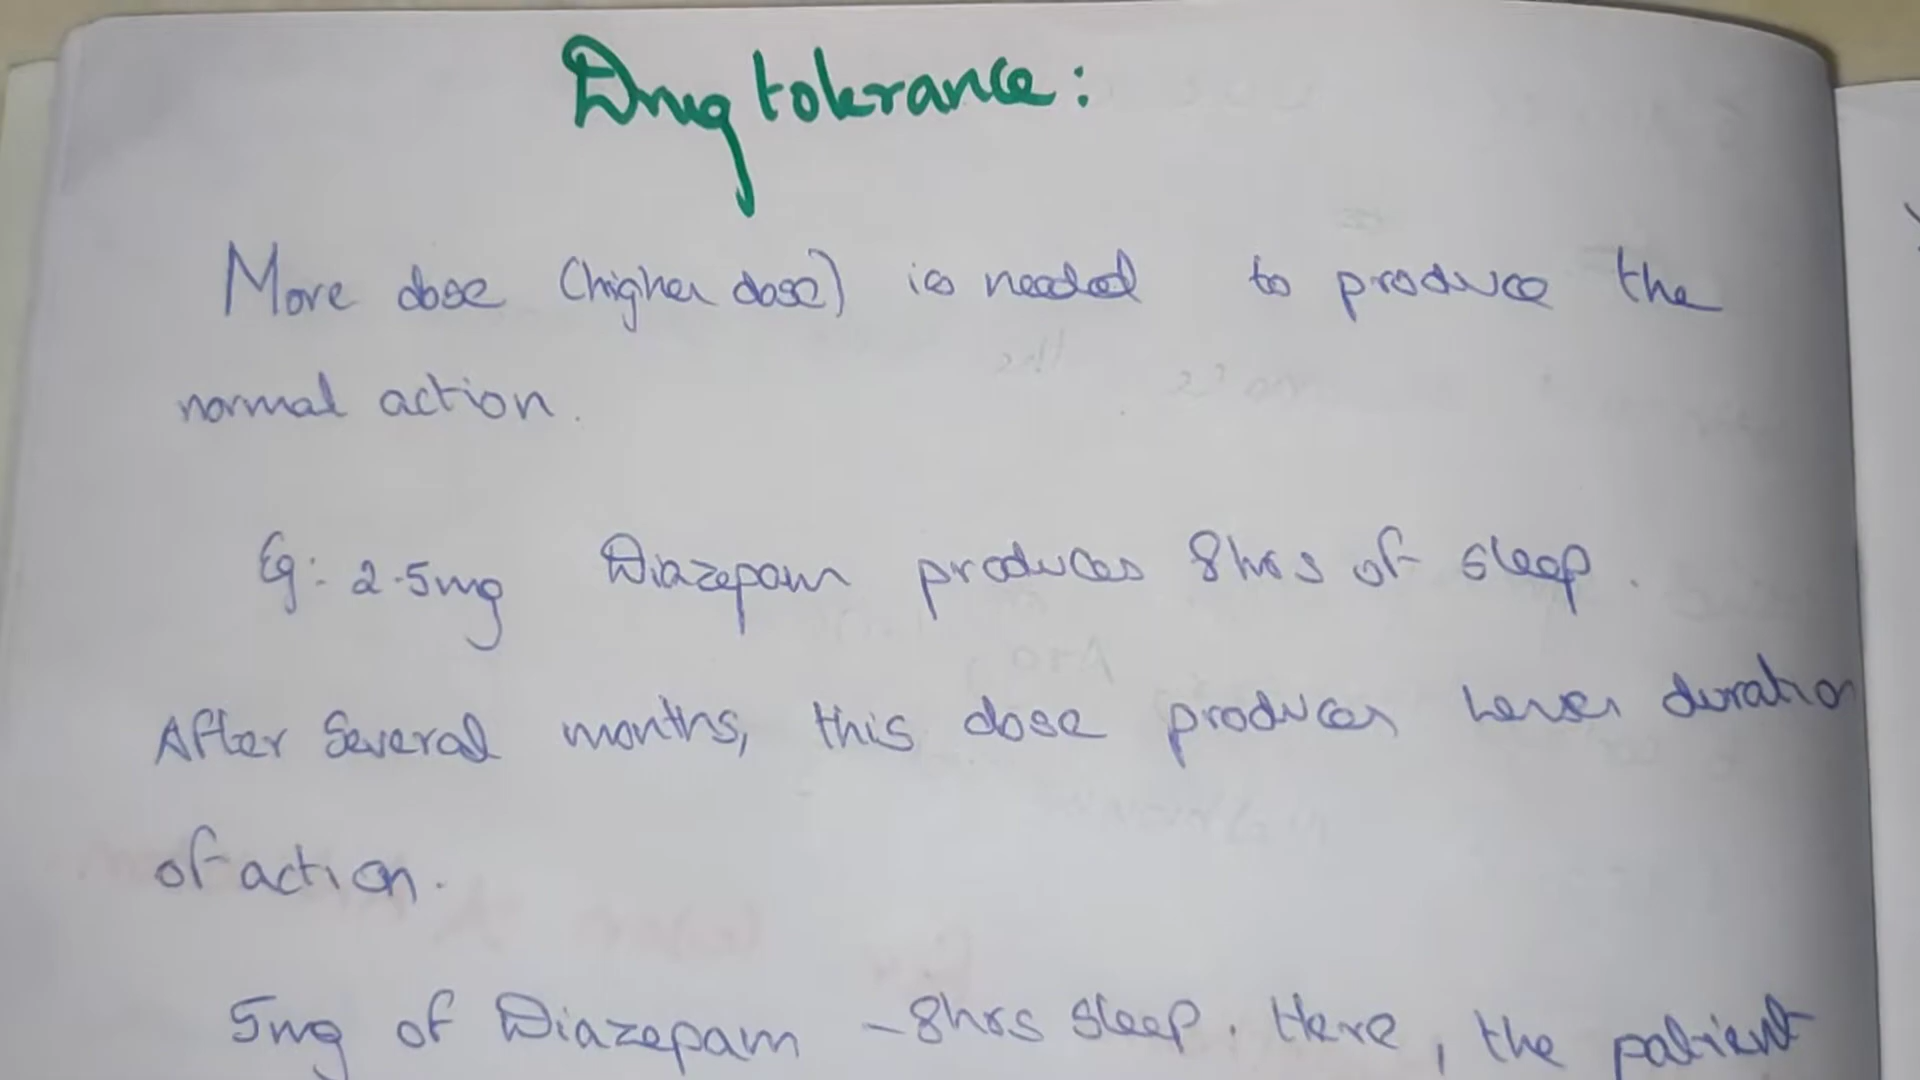 Drug tolerance:
More dose (higher dose) is needed to produce the
normal action.
Eg: 2.5mg Diazepam produces 8hrs of sleep.
After several months, this dose produces lesser duration
of action.
5mg of Diazepam - 8hrs sleep. Here, the patient